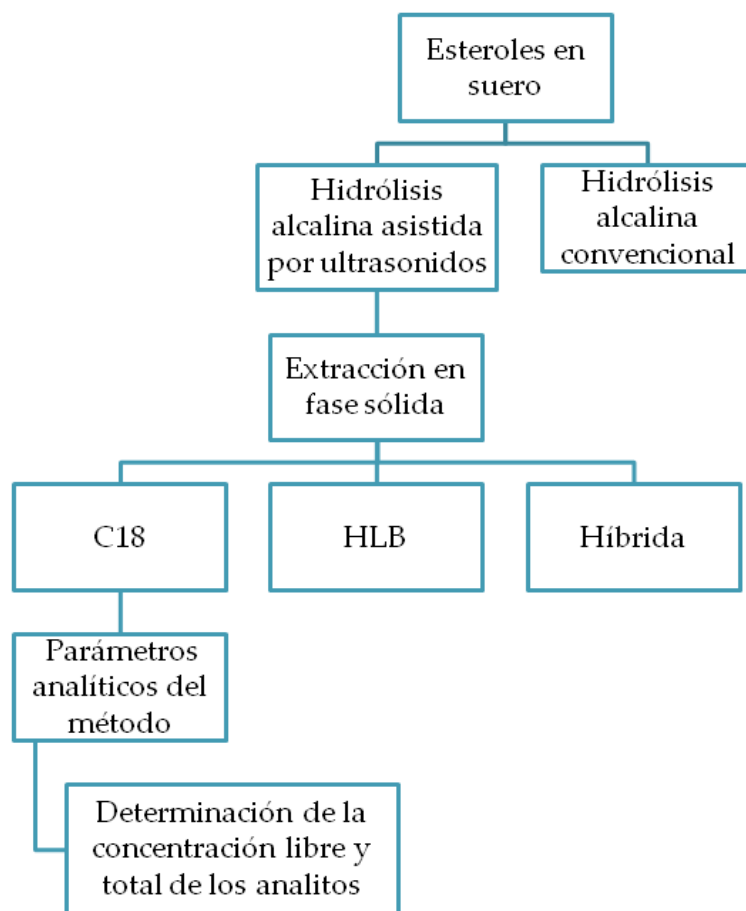 Esteroles en
suero
Hidrólisis
alcalina asistida
por ultrasonidos
Hidrólisis
alcalina
convencional
Extracción en
fase sólida
C18
HLB
Híbrida
Parámetros
analíticos del
método
Determinación de la
concentración libre y
total de los analitos